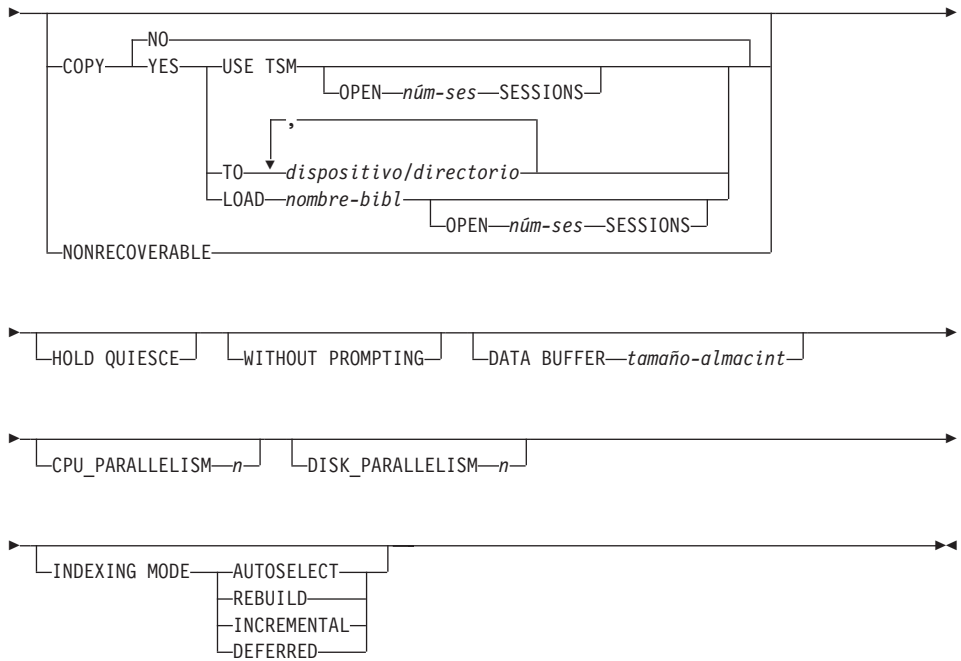 NO
COPY YES USE TSM
OPEN núm-ses SESSIONS
,
TO dispositivo/directorio
LOAD nombre-bibl
OPEN núm-ses SESSIONS
NONRECOVERABLE
HOLD QUIESCE WITHOUT PROMPTING DATA BUFFER tamaño-almacint
CPU_PARALLELISM n DISK_PARALLELISM n
INDEXING MODE AUTOSELECT
REBUILD
INCREMENTAL
DEFERRED